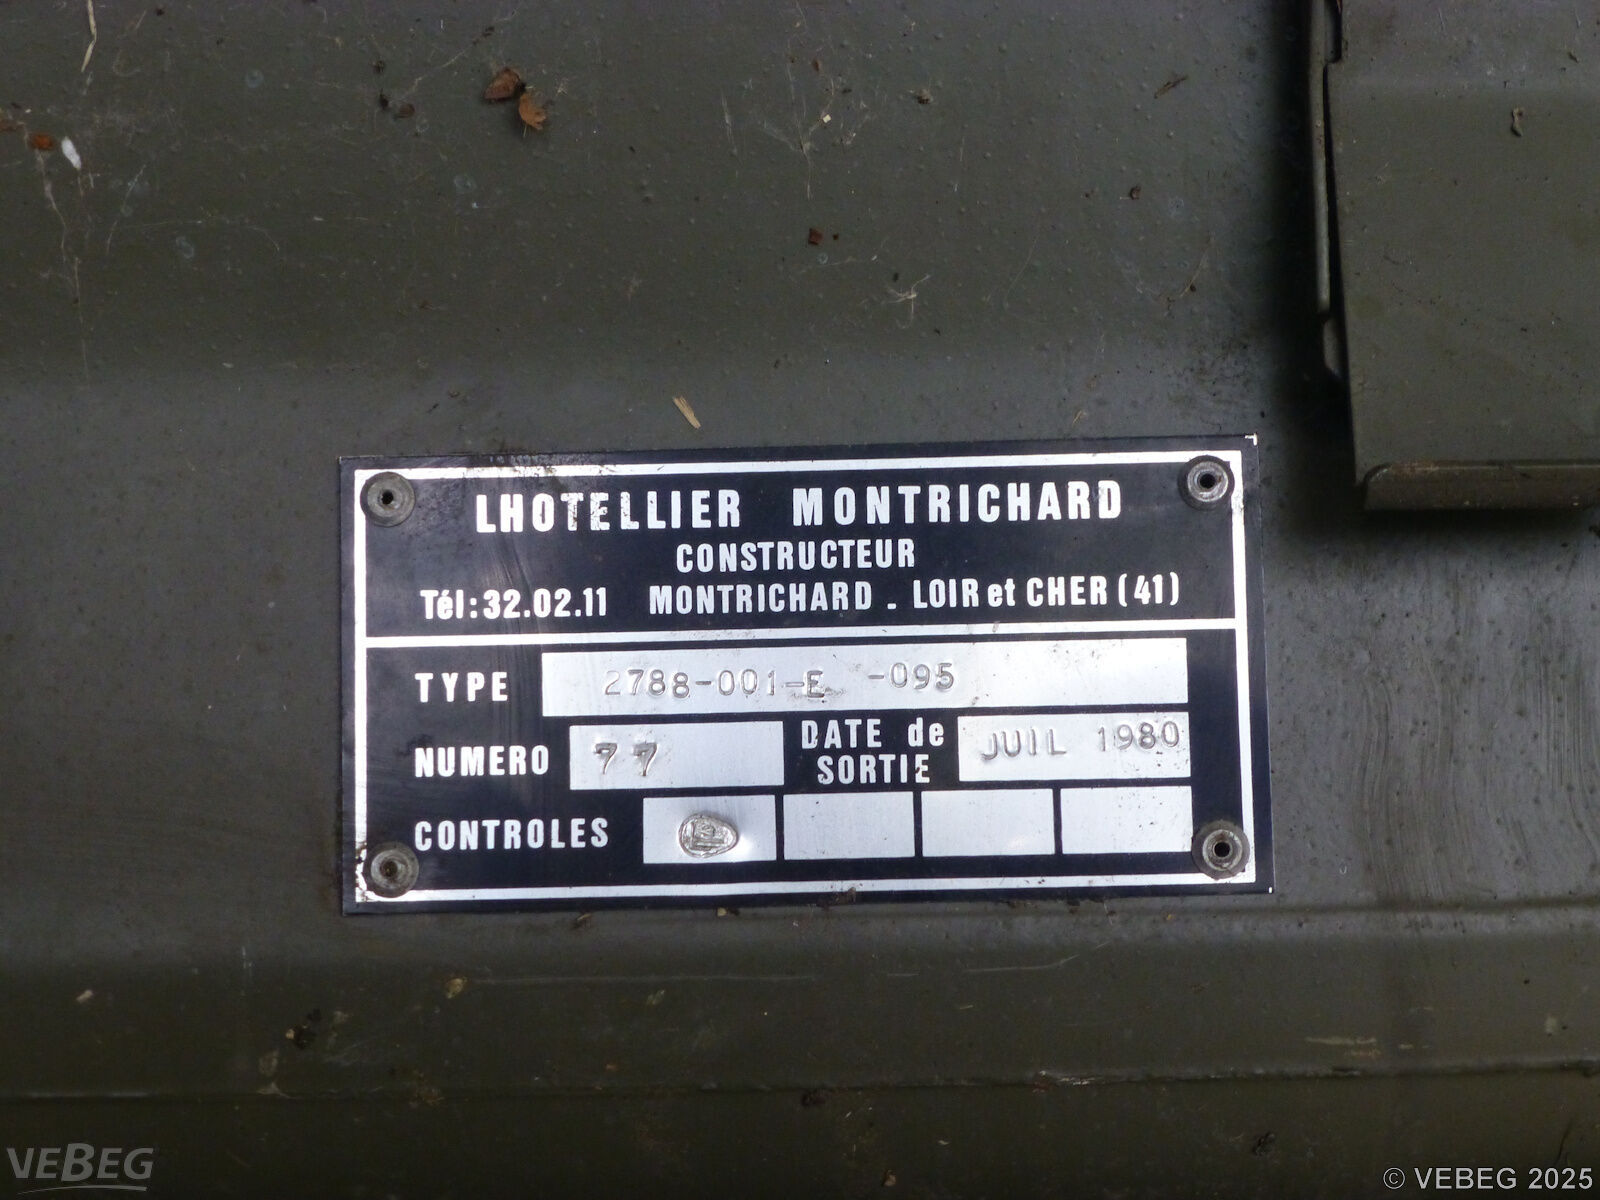 LHOTELLIER MONTRICHARD
CONSTRUCTEUR
Tél: 32.02.11 MONTRICHARD - LOIR et CHER (41)
TYPE 2788-001-E -095
NUMERO 77 DATE de SORTIE JUIL 1980
CONTROLES
VEBEG
© VEBEG 2025